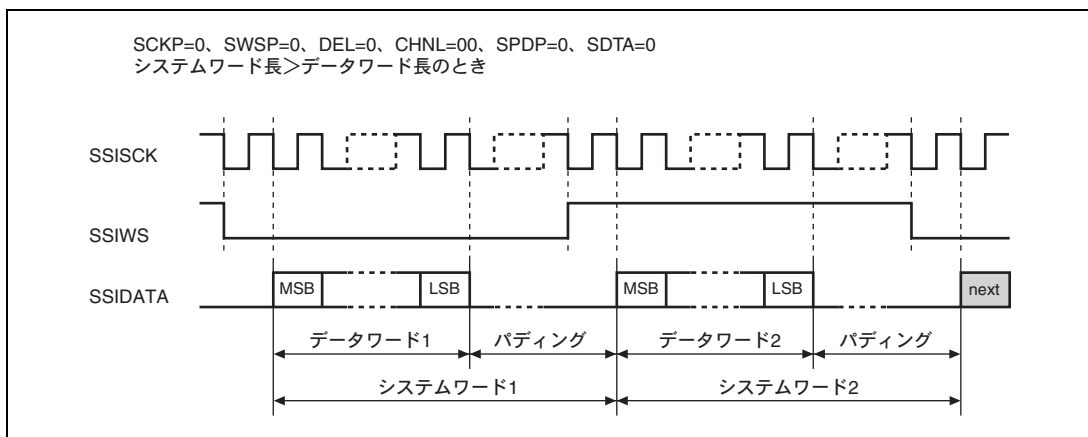 SCKP=0、SWSP=0、DEL=0、CHNL=00、SPDP=0、SDTA=0
システムワード長＞データワード長のとき
SSISCK
SSIWS
SSIDATA
MSB
LSB
MSB
LSB
next
データワード1
パディング
データワード2
パディング
システムワード1
システムワード2